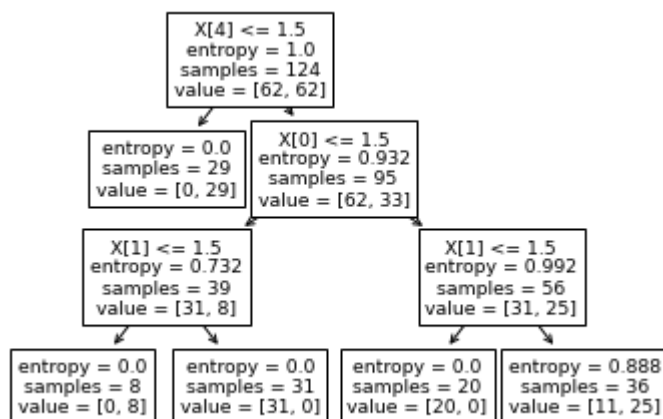 X[4] <= 1.5
entropy = 1.0
samples = 124
value = [62, 62]
entropy = 0.0
samples = 29
value = [0, 29]
X[0] <= 1.5
entropy = 0.932
samples = 95
value = [62, 33]
X[1] <= 1.5
entropy = 0.732
samples = 39
value = [31, 8]
X[1] <= 1.5
entropy = 0.992
samples = 56
value = [31, 25]
entropy = 0.0
samples = 8
value = [0, 8]
entropy = 0.0
samples = 31
value = [31, 0]
entropy = 0.0
samples = 20
value = [20, 0]
entropy = 0.888
samples = 36
value = [11, 25]